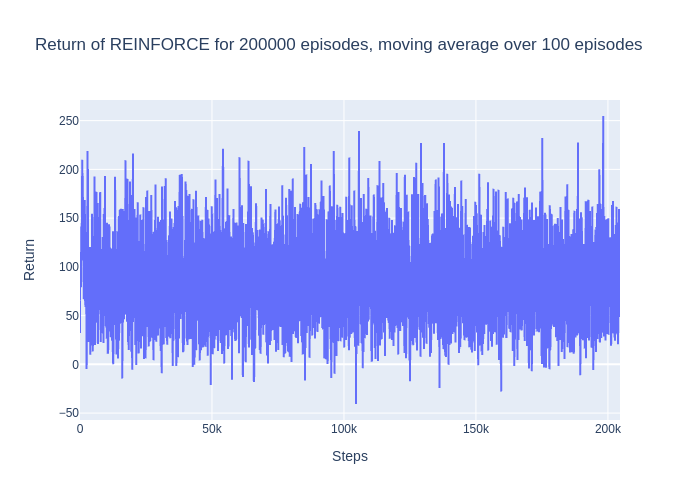 Return of REINFORCE for 200000 episodes, moving average over 100 episodes
250
200
150
100
50
0
−50
Return
0
50k
100k
150k
200k
Steps